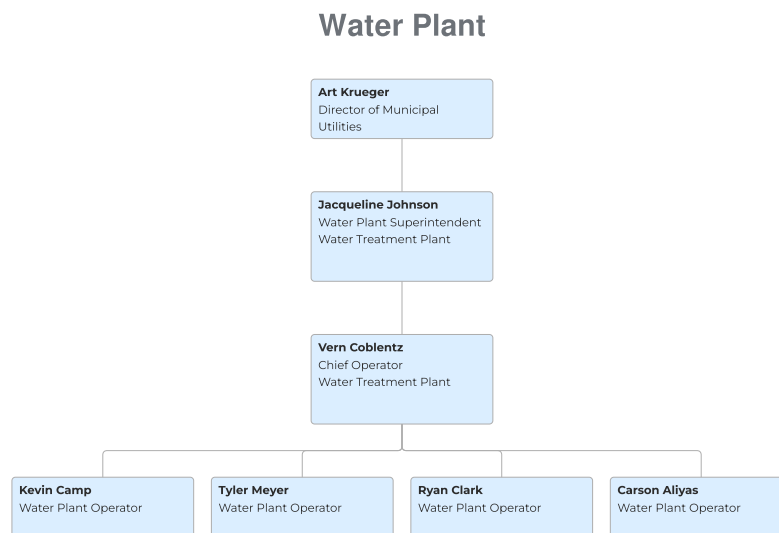 Water Plant
Art Krueger
Director of Municipal
Utilities
Jacqueline Johnson
Water Plant Superintendent
Water Treatment Plant
Vern Coblentz
Chief Operator
Water Treatment Plant
Kevin Camp
Water Plant Operator
Tyler Meyer
Water Plant Operator
Ryan Clark
Water Plant Operator
Carson Aliyas
Water Plant Operator